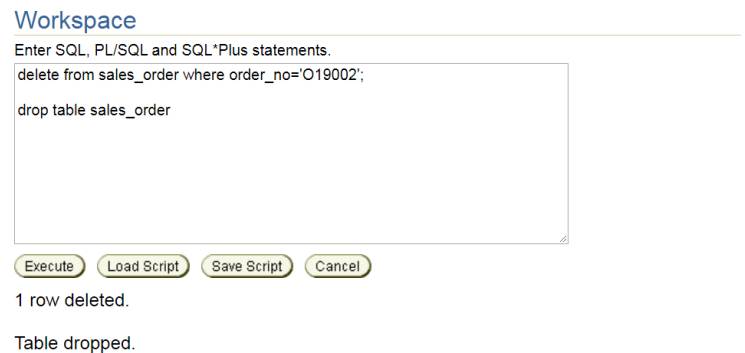 Workspace
Enter SQL, PL/SQL and SQL*Plus statements.
delete from sales_order where order_no='O19002';
drop table sales_order
Execute Load Script Save Script Cancel
1 row deleted.
Table dropped.